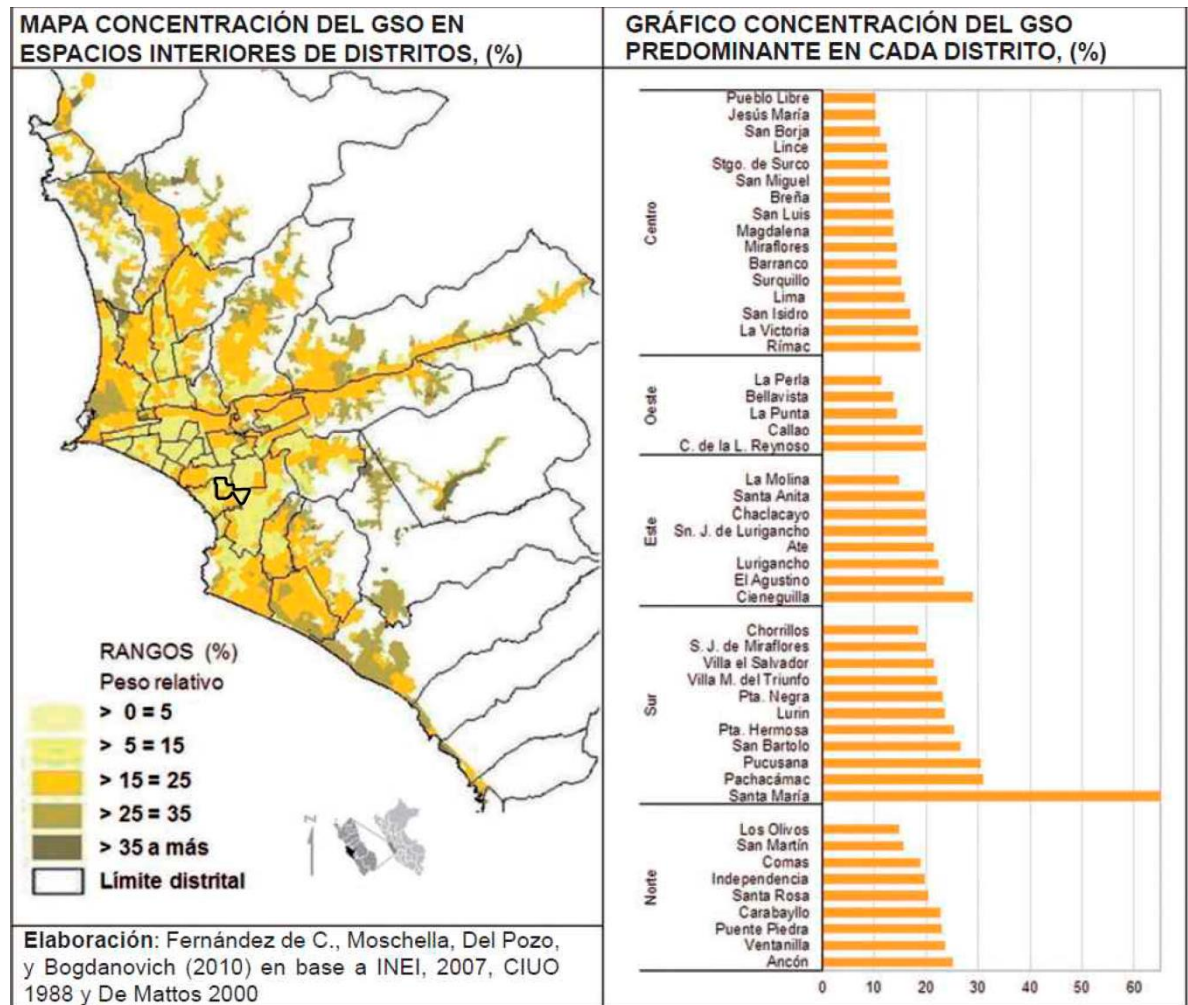 MAPA CONCENTRACIÓN DEL GSO EN
ESPACIOS INTERIORES DE DISTRITOS, (%)
RANGOS (%)
Peso relativo
> 0 = 5
> 5 = 15
> 15 = 25
> 25 = 35
> 35 a más
Límite distrital
N
Elaboración: Fernández de C., Moschella, Del Pozo,
y Bogdanovich (2010) en base a INEI, 2007, CIUO
1988 y De Mattos 2000
GRÁFICO CONCENTRACIÓN DEL GSO
PREDOMINANTE EN CADA DISTRITO, (%)
Centro
Pueblo Libre
Jesús María
San Borja
Lince
Stgo. de Surco
San Miguel
Breña
San Luis
Magdalena
Miraflores
Barranco
Surquillo
Lima
San Isidro
La Victoria
Rímac
Oeste
La Perla
Bellavista
La Punta
Callao
C. de la L. Reynoso
Este
La Molina
Santa Anita
Chaclacayo
Sn. J. de Lurigancho
Ate
Lurigancho
El Agustino
Cieneguilla
Sur
Chorrillos
S. J. de Miraflores
Villa el Salvador
Villa M. del Triunfo
Pta. Negra
Lurin
Pta. Hermosa
San Bartolo
Pucusana
Pachacámac
Santa María
Norte
Los Olivos
San Martín
Comas
Independencia
Santa Rosa
Carabayllo
Puente Piedra
Ventanilla
Ancón
0 10 20 30 40 50 60